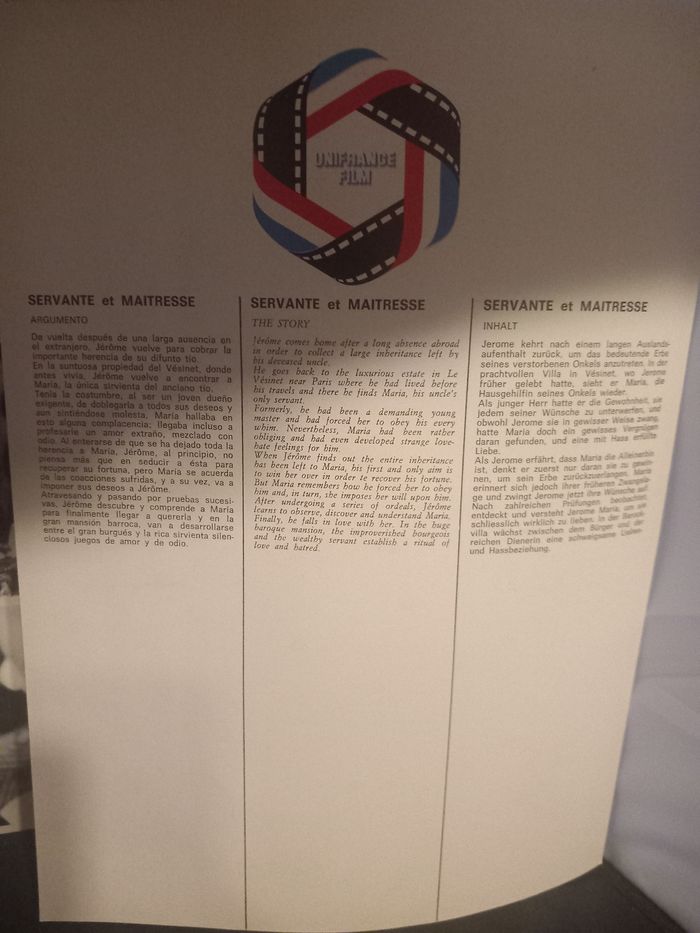 UNIFRANCE
FILM
SERVANTE et MAITRESSE
ARGUMENTO
De vuelta después de una larga ausencia en
el extranjero, Jérôme vuelve para cobrar la
importante herencia de su difunto tío.
En la suntuosa propiedad del Vésinet, donde
antes vivía, Jérôme vuelve a encontrar a
Maria, la única sirvienta del anciano tío.
Tenía la costumbre, al ser un joven dueño
exigente, de doblegarla a todos sus deseos y
aun sintiéndose molesta, Maria hallaba en
esto alguna complacencia; llegaba incluso a
profesarle un amor extraño, mezclado con
odio. Al enterarse de que se ha dejado toda la
herencia a Maria, Jérôme, al principio, no
piensa más que en seducir a ésta para
recuperar su fortuna, pero Maria se acuerda
de las coacciones sufridas, y a su vez, va a
imponer sus deseos a Jérôme.
Atravesando y pasando por pruebas sucesi-
vas, Jérôme descubre y comprende a Maria
para finalmente llegar a quererla y en la
gran mansión barroca, van a desarrollarse
entre el gran burgués y la rica sirvienta silen-
ciosos juegos de amor y de odio.
SERVANTE et MAITRESSE
THE STORY
Jérôme comes home after a long absence abroad
in order to collect a large inheritance left by
his deceased uncle.
He goes back to the luxurious estate in Le
Vésinet near Paris where he had lived before
his travels and there he finds Maria, his uncle's
only servant.
Formerly, he had been a demanding young
master and had forced her to obey his every
whim. Nevertheless, Maria had been rather
obliging and had even developed strange love-
hate feelings for him.
When Jérôme finds out the entire inheritance
has been left to Maria, his first and only aim is
to win her over in order te recover his fortune.
But Maria remembers how he forced her to obey
him and, in turn, she imposes her will upon him.
After undergoing a series of ordeals, Jérôme
learns to observe, discover and understand Maria.
Finally, he falls in love with her. In the huge
baroque mansion, the improverished bourgeois
and the wealthy servant establish a ritual of
love and hatred.
SERVANTE et MAITRESSE
INHALT
Jerome kehrt nach einem langen Auslands-
aufenthalt zurück, um das bedeutende Erbe
seines verstorbenen Onkels anzutreten. In der
prachtvollen Villa in Vésinet, wo Jerome
früher gelebt hatte, sieht er Maria, die
Hausgehilfin seines Onkels wieder.
Als junger Herr hatte er die Gewohnheit, sie
jedem seiner Wünsche zu unterwerfen, und
obwohl Jerome sie in gewisser Weise zwang,
hatte Maria doch ein gewisses Vergnügen
daran gefunden, und eine mit Hass erfüllte
Liebe.
Als Jerome erfährt, dass Maria die Alleinerbin
ist, denkt er zuerst nur daran sie zu gewin-
nen, um sein Erbe zurückzuerlangen. Maria
erinnert sich jedoch ihrer früheren Zwangsla-
ge und zwingt Jerome jetzt ihre Wünsche auf.
Nach zahlreichen Prüfungen beobachtet,
entdeckt und versteht Jerome Maria, um sie
schliesslich wirklich zu lieben. In der Barock-
villa wächst zwischen dem Bürger und der
reichen Dienerin eine schweigsame Liebes-
und Hassbeziehung.